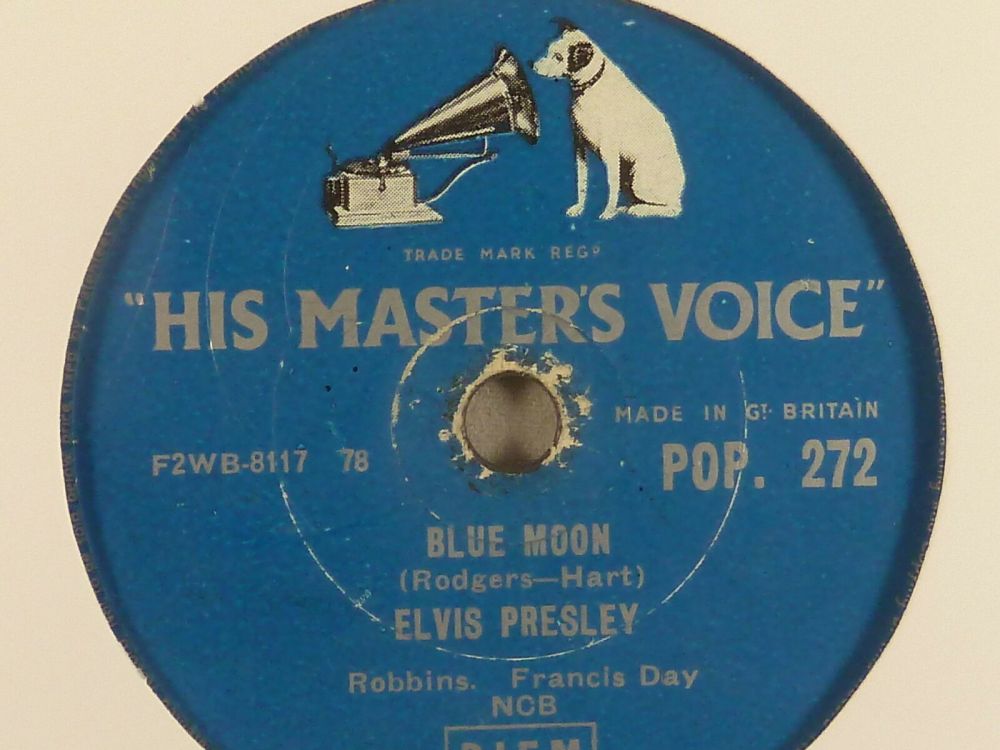 TRADE MARK REGD
"HIS MASTER'S VOICE"
MADE IN GT. BRITAIN
F2WB-8117 78
POP. 272
BLUE MOON
(Rodgers—Hart)
ELVIS PRESLEY
Robbins. Francis Day
NCB